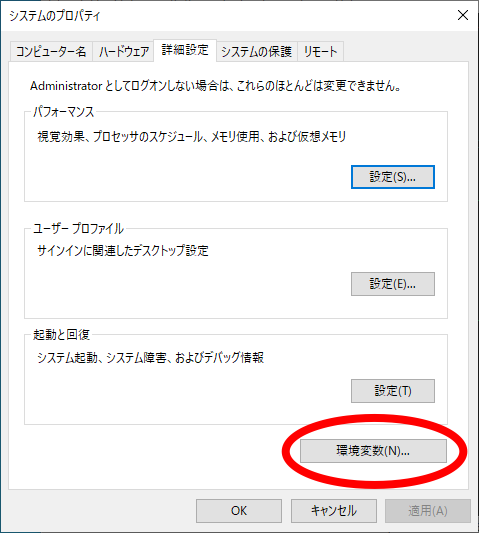 システムのプロパティ
コンピューター名 ハードウェア 詳細設定 システムの保護 リモート
Administrator としてログオンしない場合は、これらのほとんどは変更できません。
パフォーマンス
視覚効果、プロセッサのスケジュール、メモリ使用、および仮想メモリ
設定(S)...
ユーザー プロファイル
サインインに関連したデスクトップ設定
設定(E)...
起動と回復
システム起動、システム障害、およびデバッグ情報
設定(T)
環境変数(N)...
OK キャンセル 適用(A)